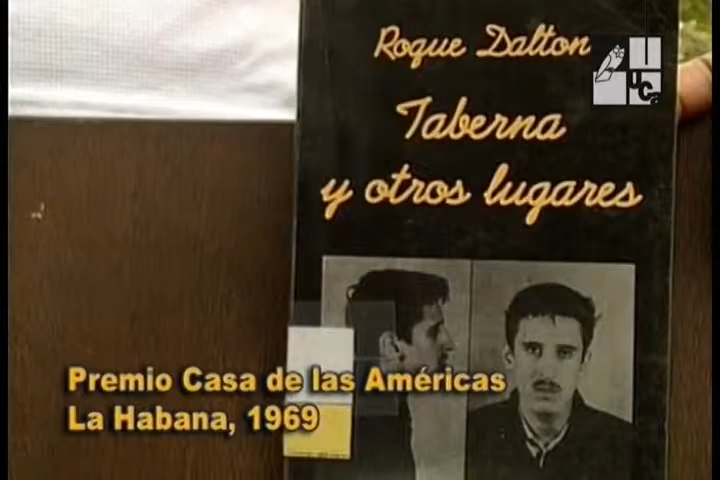 Roque Dalton
Taberna
y otros lugares
UCa
Premio Casa de las Américas
La Habana, 1969